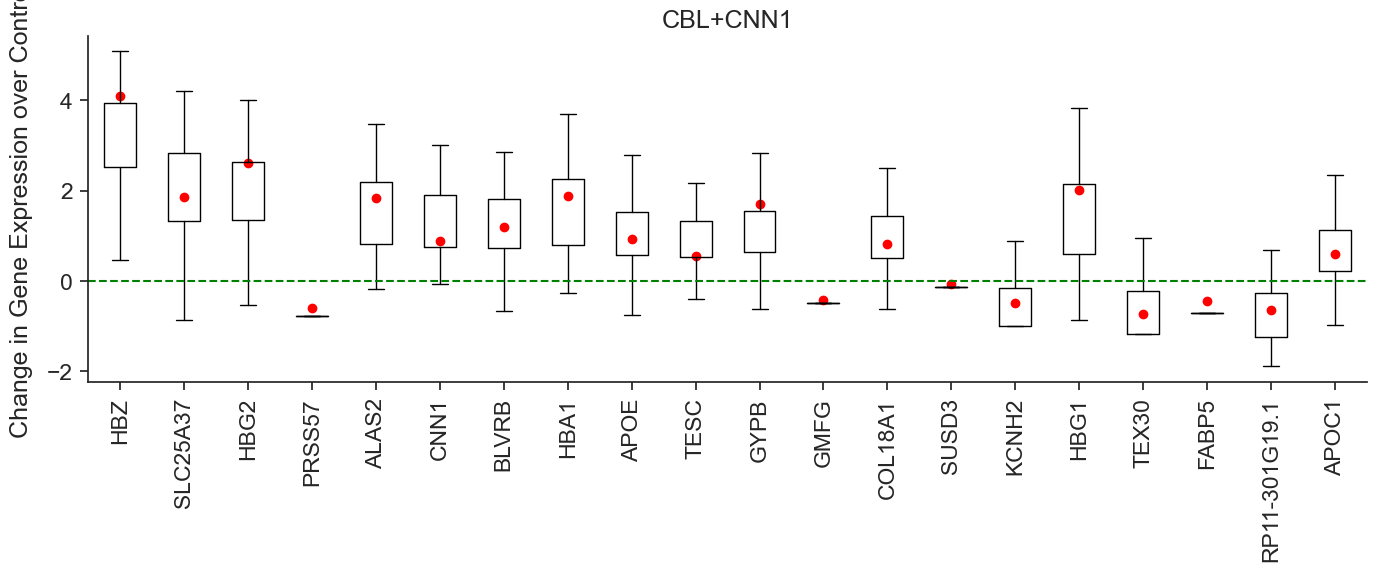 CBL+CNN1
Change in Gene Expression over Contro
4
2
0
−2
HBZ
SLC25A37
HBG2
PRSS57
ALAS2
CNN1
BLVRB
HBA1
APOE
TESC
GYPB
GMFG
COL18A1
SUSD3
KCNH2
HBG1
TEX30
FABP5
RP11-301G19.1
APOC1